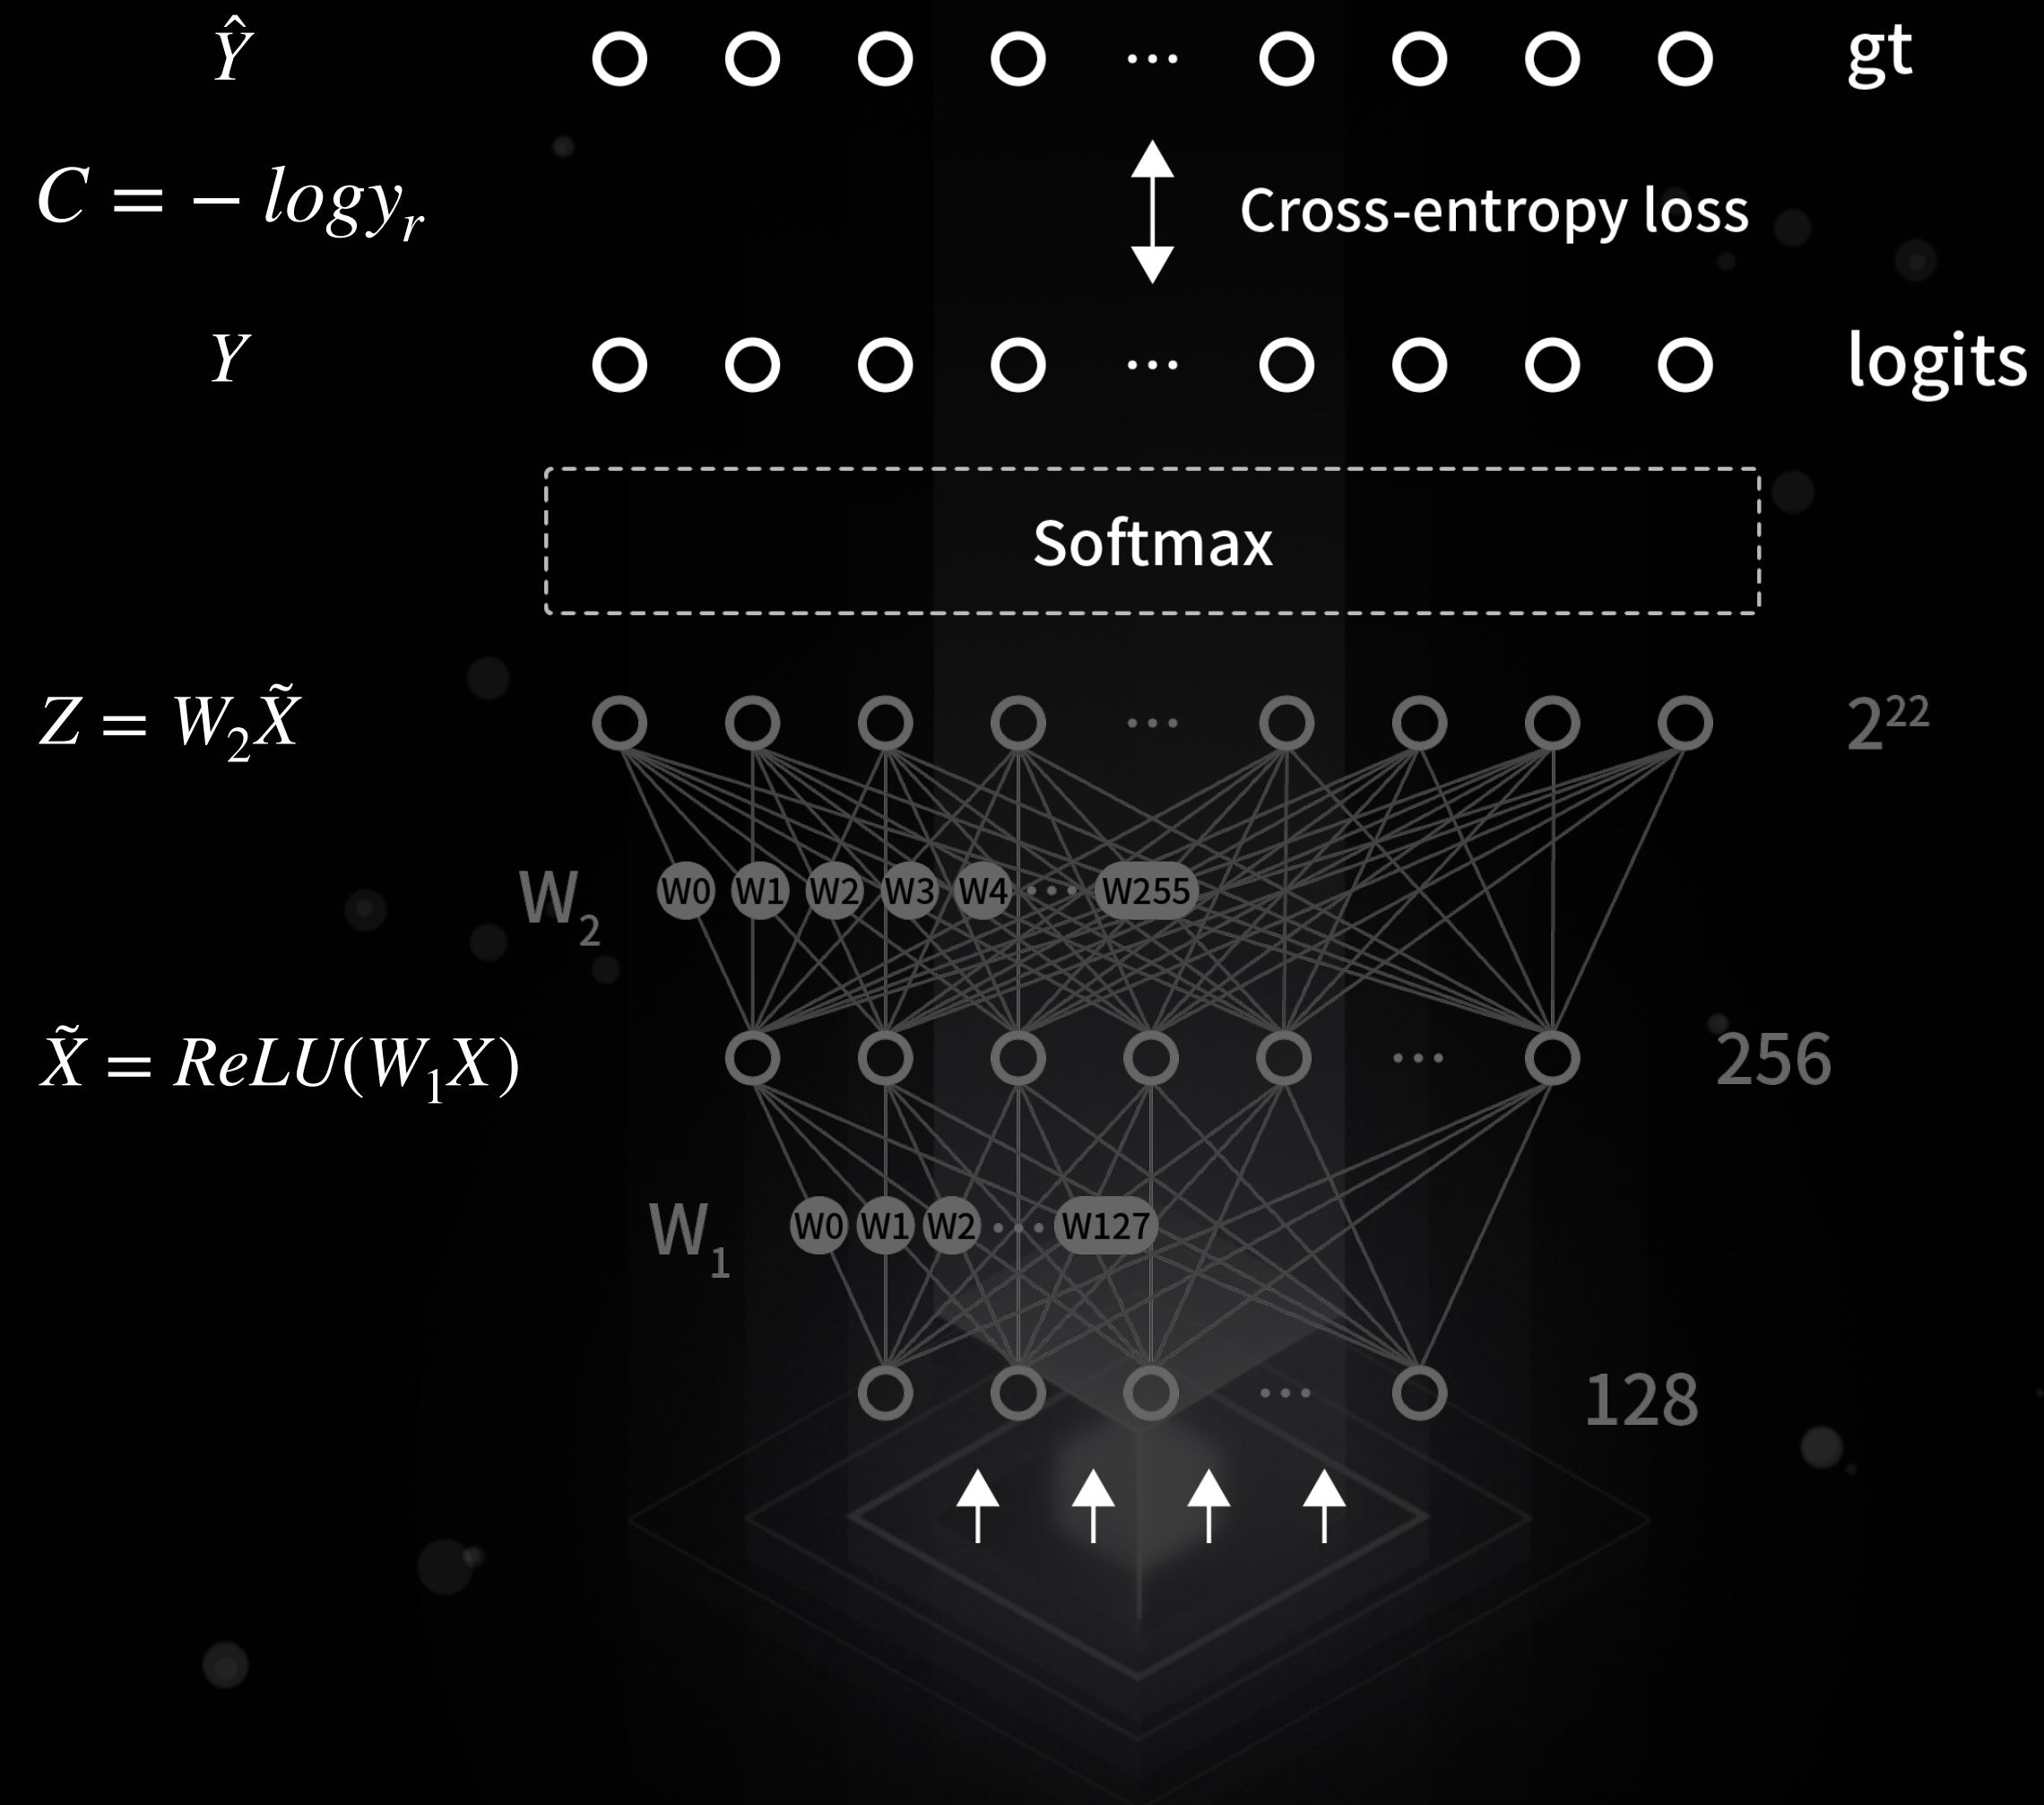 Ŷ gt
C = − logy_r
Cross-entropy loss
Y logits
Softmax
Z = W₂X̃ 2²²
W₂ W0 W1 W2 W3 W4 ··· W255
X̃ = ReLU(W₁X) ··· 256
W₁ W0 W1 W2 ··· W127
··· 128